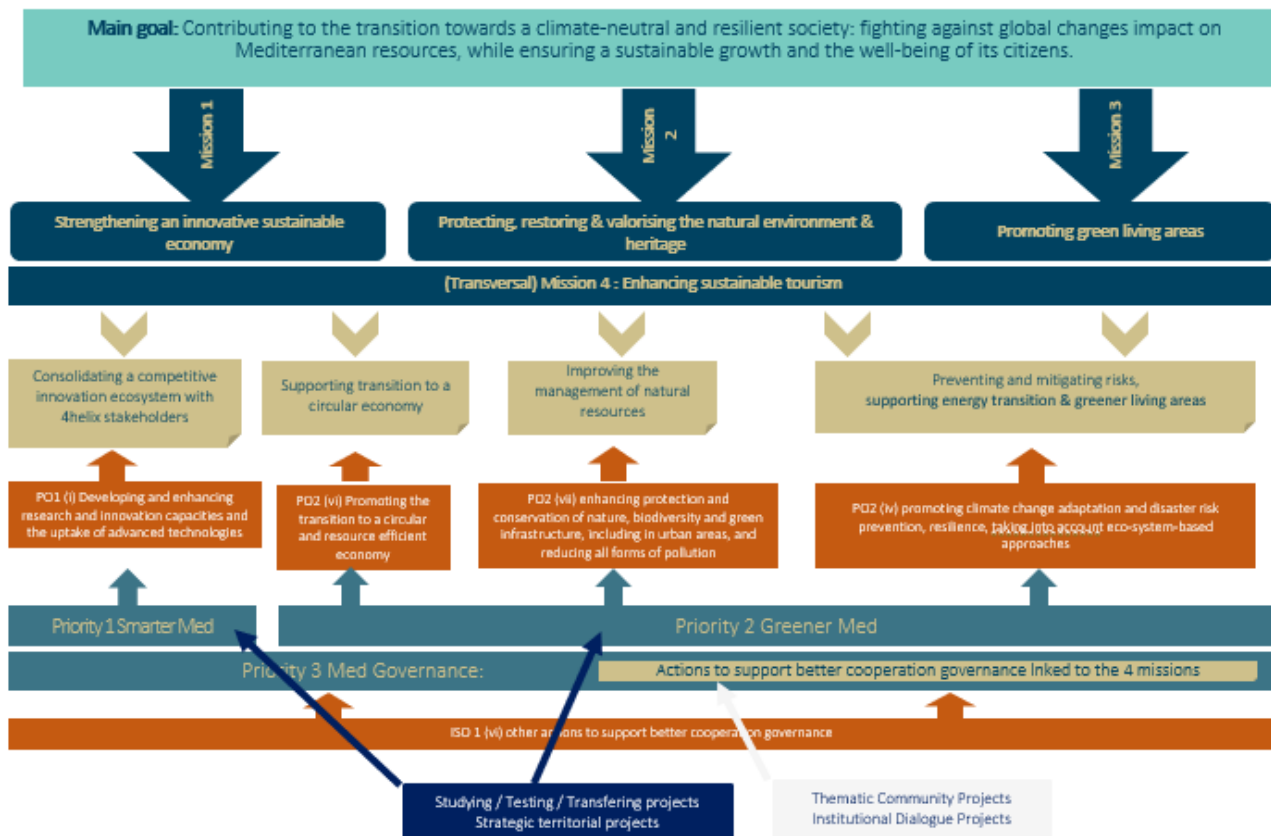 Main goal: Contributing to the transition towards a climate-neutral and resilient society: fighting against global changes impact on
Mediterranean resources, while ensuring a sustainable growth and the well-being of its citizens.
Mission 1
Mission
2
Mission 3
Strengthening an innovative sustainable
economy
Protecting, restoring & valorising the natural environment &
heritage
Promoting green living areas
(Transversal) Mission 4 : Enhancing sustainable tourism
Consolidating a competitive
innovation ecosystem with
4helix stakeholders
Supporting transition to a
circular economy
Improving the
management of natural
resources
Preventing and mitigating risks,
supporting energy transition & greener living areas
PO1 (i) Developing and enhancing
research and innovation capacities and
the uptake of advanced technologies
PO2 (vi) Promoting the
transition to a circular
and resource efficient
economy
PO2 (vii) enhancing protection and
conservation of nature, biodiversity and green
infrastructure, including in urban areas, and
reducing all forms of pollution
PO2 (iv) promoting climate change adaptation and disaster risk
prevention, resilience, taking into account eco-system-based
approaches
Priority 1 Smarter Med
Priority 2 Greener Med
Priority 3 Med Governance:
Actions to support better cooperation governance lnked to the 4 missions
ISO 1 (vi) other actions to support better cooperation governance
Studying / Testing / Transfering projects
Strategic territorial projects
Thematic Community Projects
Institutional Dialogue Projects